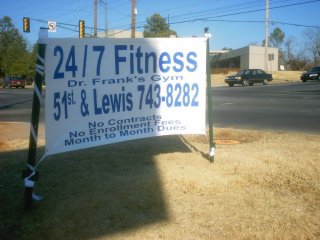 24/7 Fitness
Dr. Frank's Gym
51st. & Lewis 743-8282
No Contracts
No Enrollment Fees
Month to Month Dues